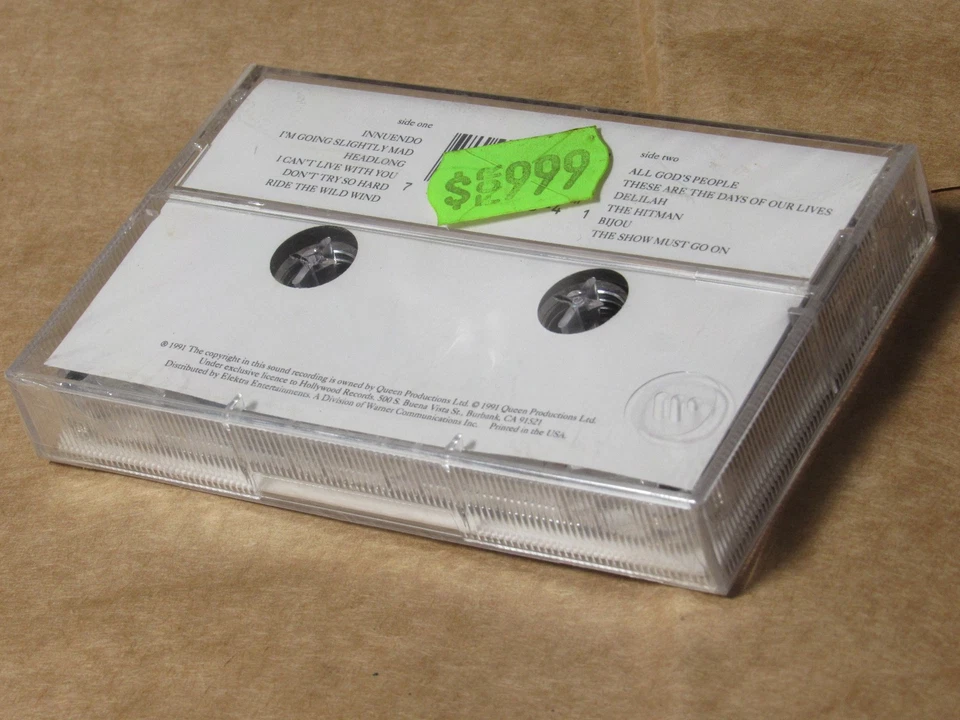 side one
INNUENDO
I'M GOING SLIGHTLY MAD
HEADLONG
I CAN'T LIVE WITH YOU
DON'T TRY SO HARD
RIDE THE WILD WIND
7
$ 999
4 1
side two
ALL GOD'S PEOPLE
THESE ARE THE DAYS OF OUR LIVES
DELILAH
THE HITMAN
BIJOU
THE SHOW MUST GO ON
℗ 1991 The copyright in this sound recording is owned by Queen Productions Ltd. © 1991 Queen Productions Ltd.
Under exclusive licence to Hollywood Records. 500 S. Buena Vista St., Burbank, CA 91521
Distributed by Elektra Entertainments. A Division of Warner Communications Inc. Printed in the USA.